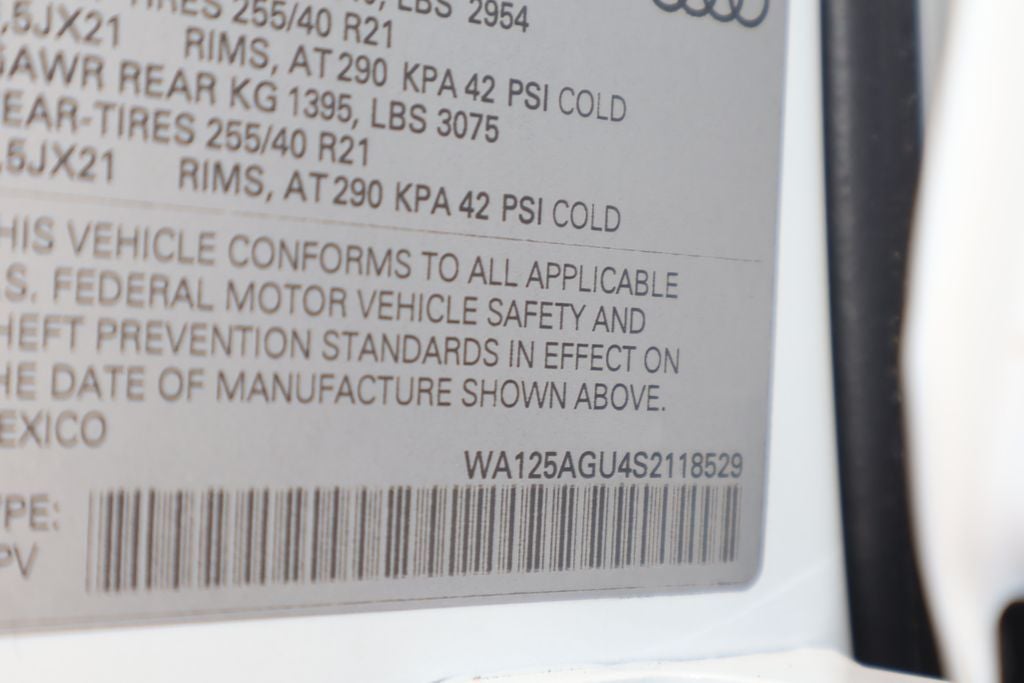 LBS 2954
TIRES 255/40 R21
.5JX21 RIMS, AT 290 KPA 42 PSI COLD
AWR REAR KG 1395, LBS 3075
EAR-TIRES 255/40 R21
.5JX21 RIMS, AT 290 KPA 42 PSI COLD
HIS VEHICLE CONFORMS TO ALL APPLICABLE
.S. FEDERAL MOTOR VEHICLE SAFETY AND
HEFT PREVENTION STANDARDS IN EFFECT ON
HE DATE OF MANUFACTURE SHOWN ABOVE.
EXICO
WA125AGU4S2118529
PE:
PV